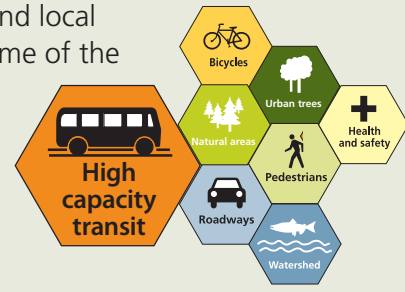 nd local
me of the
Bicycles
Urban trees
Health
and safety
Natural areas
Pedestrians
High
capacity
transit
Roadways
Watershed